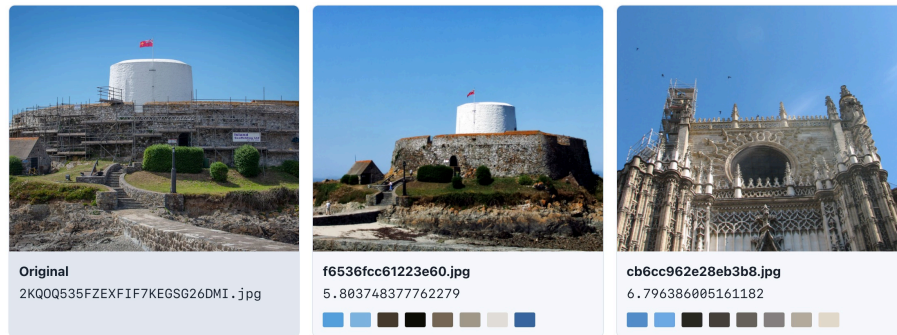 Original
2KQOQ535FZEXFIF7KEGSG26DMI.jpg
f6536fcc61223e60.jpg
5.803748377762279
cb6cc962e28eb3b8.jpg
6.796386005161182